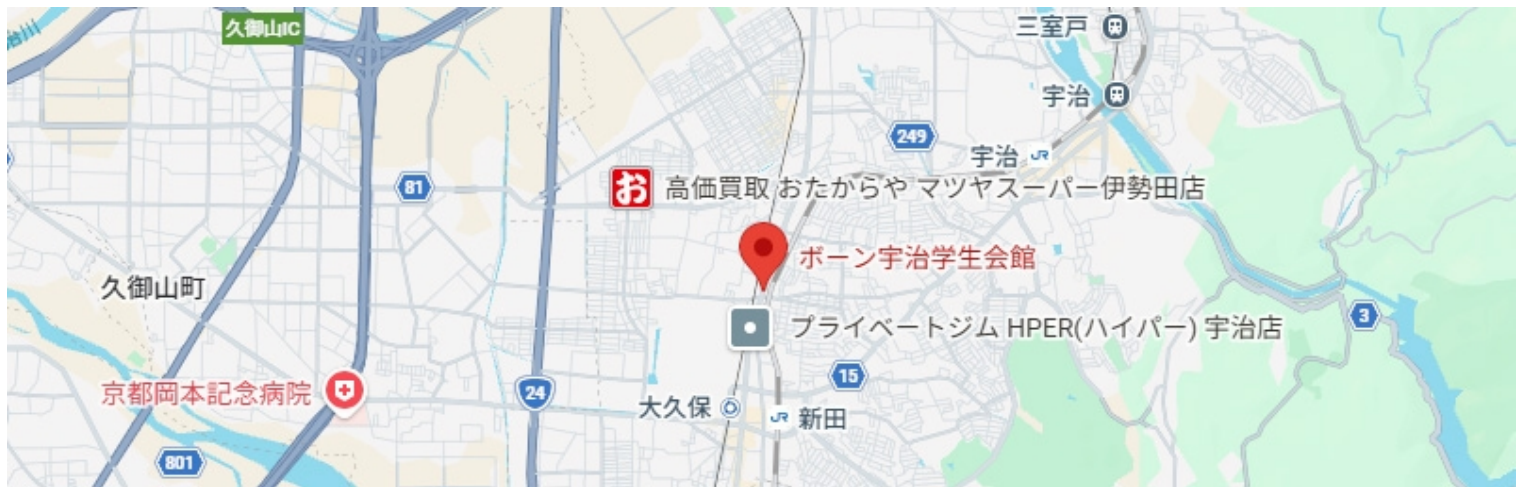 久御山IC
三室戸
宇治
249
宇治 JR
81
お 高価買取 おたからや マツヤスーパー伊勢田店
ボーン宇治学生会館
久御山町
3
プライベートジム HPER(ハイパー) 宇治店
15
京都岡本記念病院
24
大久保
JR 新田
801